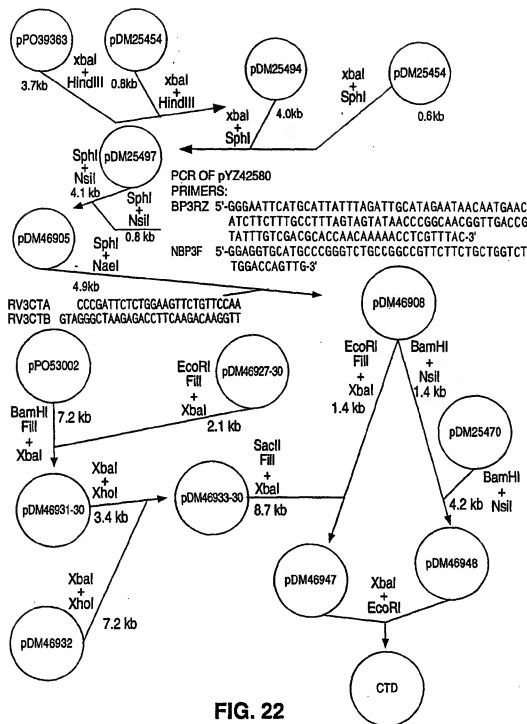 pPO39363
pDM25454
XbaI
+
HindIII
3.7kb
0.8kb
xbaI
+
HindIII
pDM25494
XbaI
+
SphI
4.0kb
xbaI
+
SphI
pDM25454
0.6kb
pDM25497
SphI
+
NsiI
4.1 kb
SphI
+
NsiI
0.8 kb
PCR OF pYZ42580
PRIMERS:
BP3RZ 5'-GGGAATTCATGCATTATTTAGATTGCATAGAATAACAATGAAC
ATCTTCTTTGCCTTTAGTAGTATAACCCGGCAACGGTTGACCG
TATTTGTCGACGCACCAACAAAAACCTCGTTTAC-3'
NBP3F 5'-GGAGGTGCATGCCCGGGTCTGCCGGCCGTTCTTCTGCTGGTCT
TGGACCAGTTG-3'
pDM46905
SphI
+
NaeI
4.9kb
RV3CTA CCCGATTCTCTGGAAGTTCTGTTCCAA
RV3CTB GTAGGGCTAAGAGACCTTCAAGACAAGGTT
pDM46908
pPO53002
BamHI
Fill
+
XbaI
7.2 kb
EcoRI
Fill
+
XbaI
pDM46927-30
2.1 kb
EcoRI
Fill
+
XbaI
1.4 kb
BamHI
+
NsiI
1.4 kb
pDM25470
BamHI
+
NsiI
4.2 kb
pDM46931-30
XbaI
+
XhoI
3.4 kb
pDM46933-30
SacII
Fill
+
XbaI
8.7 kb
XbaI
+
XhoI
7.2 kb
pDM46932
pDM46947
XbaI
+
EcoRI
pDM46948
CTD
FIG. 22